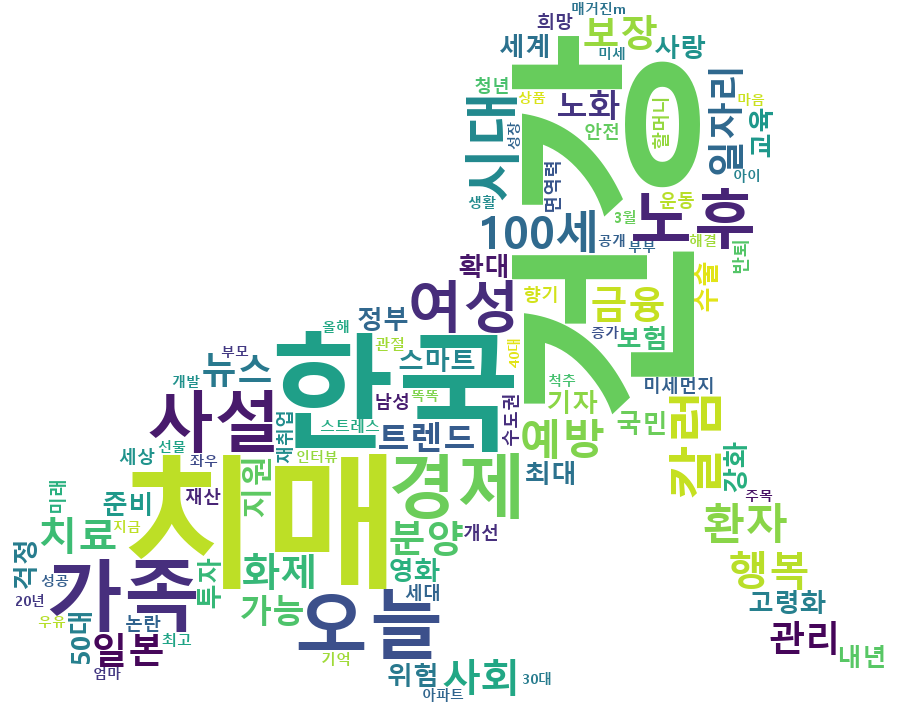 매거진m
희망
보장
세계
미세
사랑
청년
상품
노화
건강
시대
성장
안전
할머니
일자리
마음
교육
아이
생활
면역력
3월
운동
노후
100세
공개
부부
해결
반퇴
확대
여성
향기
금융
수술
정부
올해
관절
스마트
40대
증가
보험
미세먼지
부모
뉴스
개발
한국
똑똑
남성
수도권
척추
기자
국민
칼럼
사설
재취업
스트레스
트렌드
예방
강화
세상
선물
좌우
인터뷰
지원
최대
주목
미래
준비
재산
치매
경제
지금
치료
분양
개선
환자
걱정
성공
가족
투자
화제
영화
행복
20년
우유
가능
세대
고령화
50대
논란
오늘
일본
최고
관리
엄마
기억
위험
사회
30대
내년
아파트